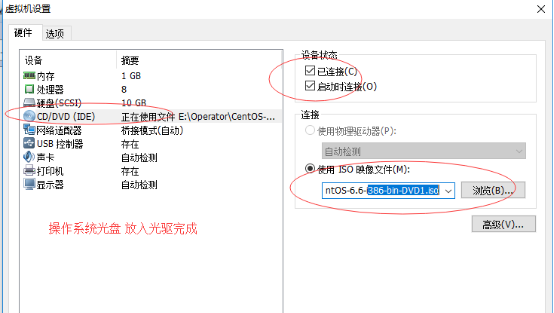 虚拟机设置
硬件 选项
设备 摘要
内存 1 GB
处理器 8
硬盘(SCSI) 10 GB
CD/DVD (IDE) 正在使用文件 E:\Operator\CentOS-...
网络适配器 桥接模式(自动)
USB 控制器 存在
声卡 自动检测
打印机 存在
显示器 自动检测
操作系统光盘 放入光驱完成
设备状态
已连接(C)
启动时连接(O)
连接
使用物理驱动器(P):
自动检测
使用 ISO 映像文件(M):
ntOS-6.6-i386-bin-DVD1.iso 浏览(B)...
高级(V)...